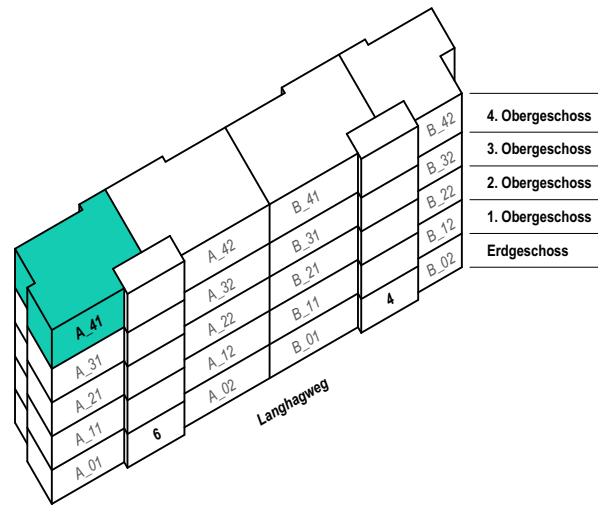 4. Obergeschoss
3. Obergeschoss
2. Obergeschoss
1. Obergeschoss
Erdgeschoss
A_41
A_31
A_21
A_11
A_01
6
A_42
A_32
A_22
A_12
A_02
B_41
B_31
B_21
B_11
B_01
4
B_42
B_32
B_22
B_12
B_02
Langhagweg